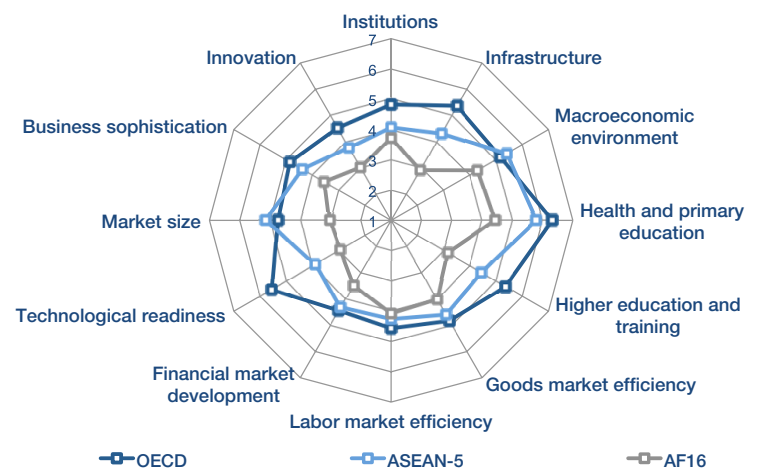 Institutions
7
6
5
4
3
2
1
Innovation
Infrastructure
Business sophistication
Macroeconomic
environment
Market size
Health and primary
education
Technological readiness
Higher education and
training
Financial market
development
Goods market efficiency
Labor market efficiency
OECD
ASEAN-5
AF16